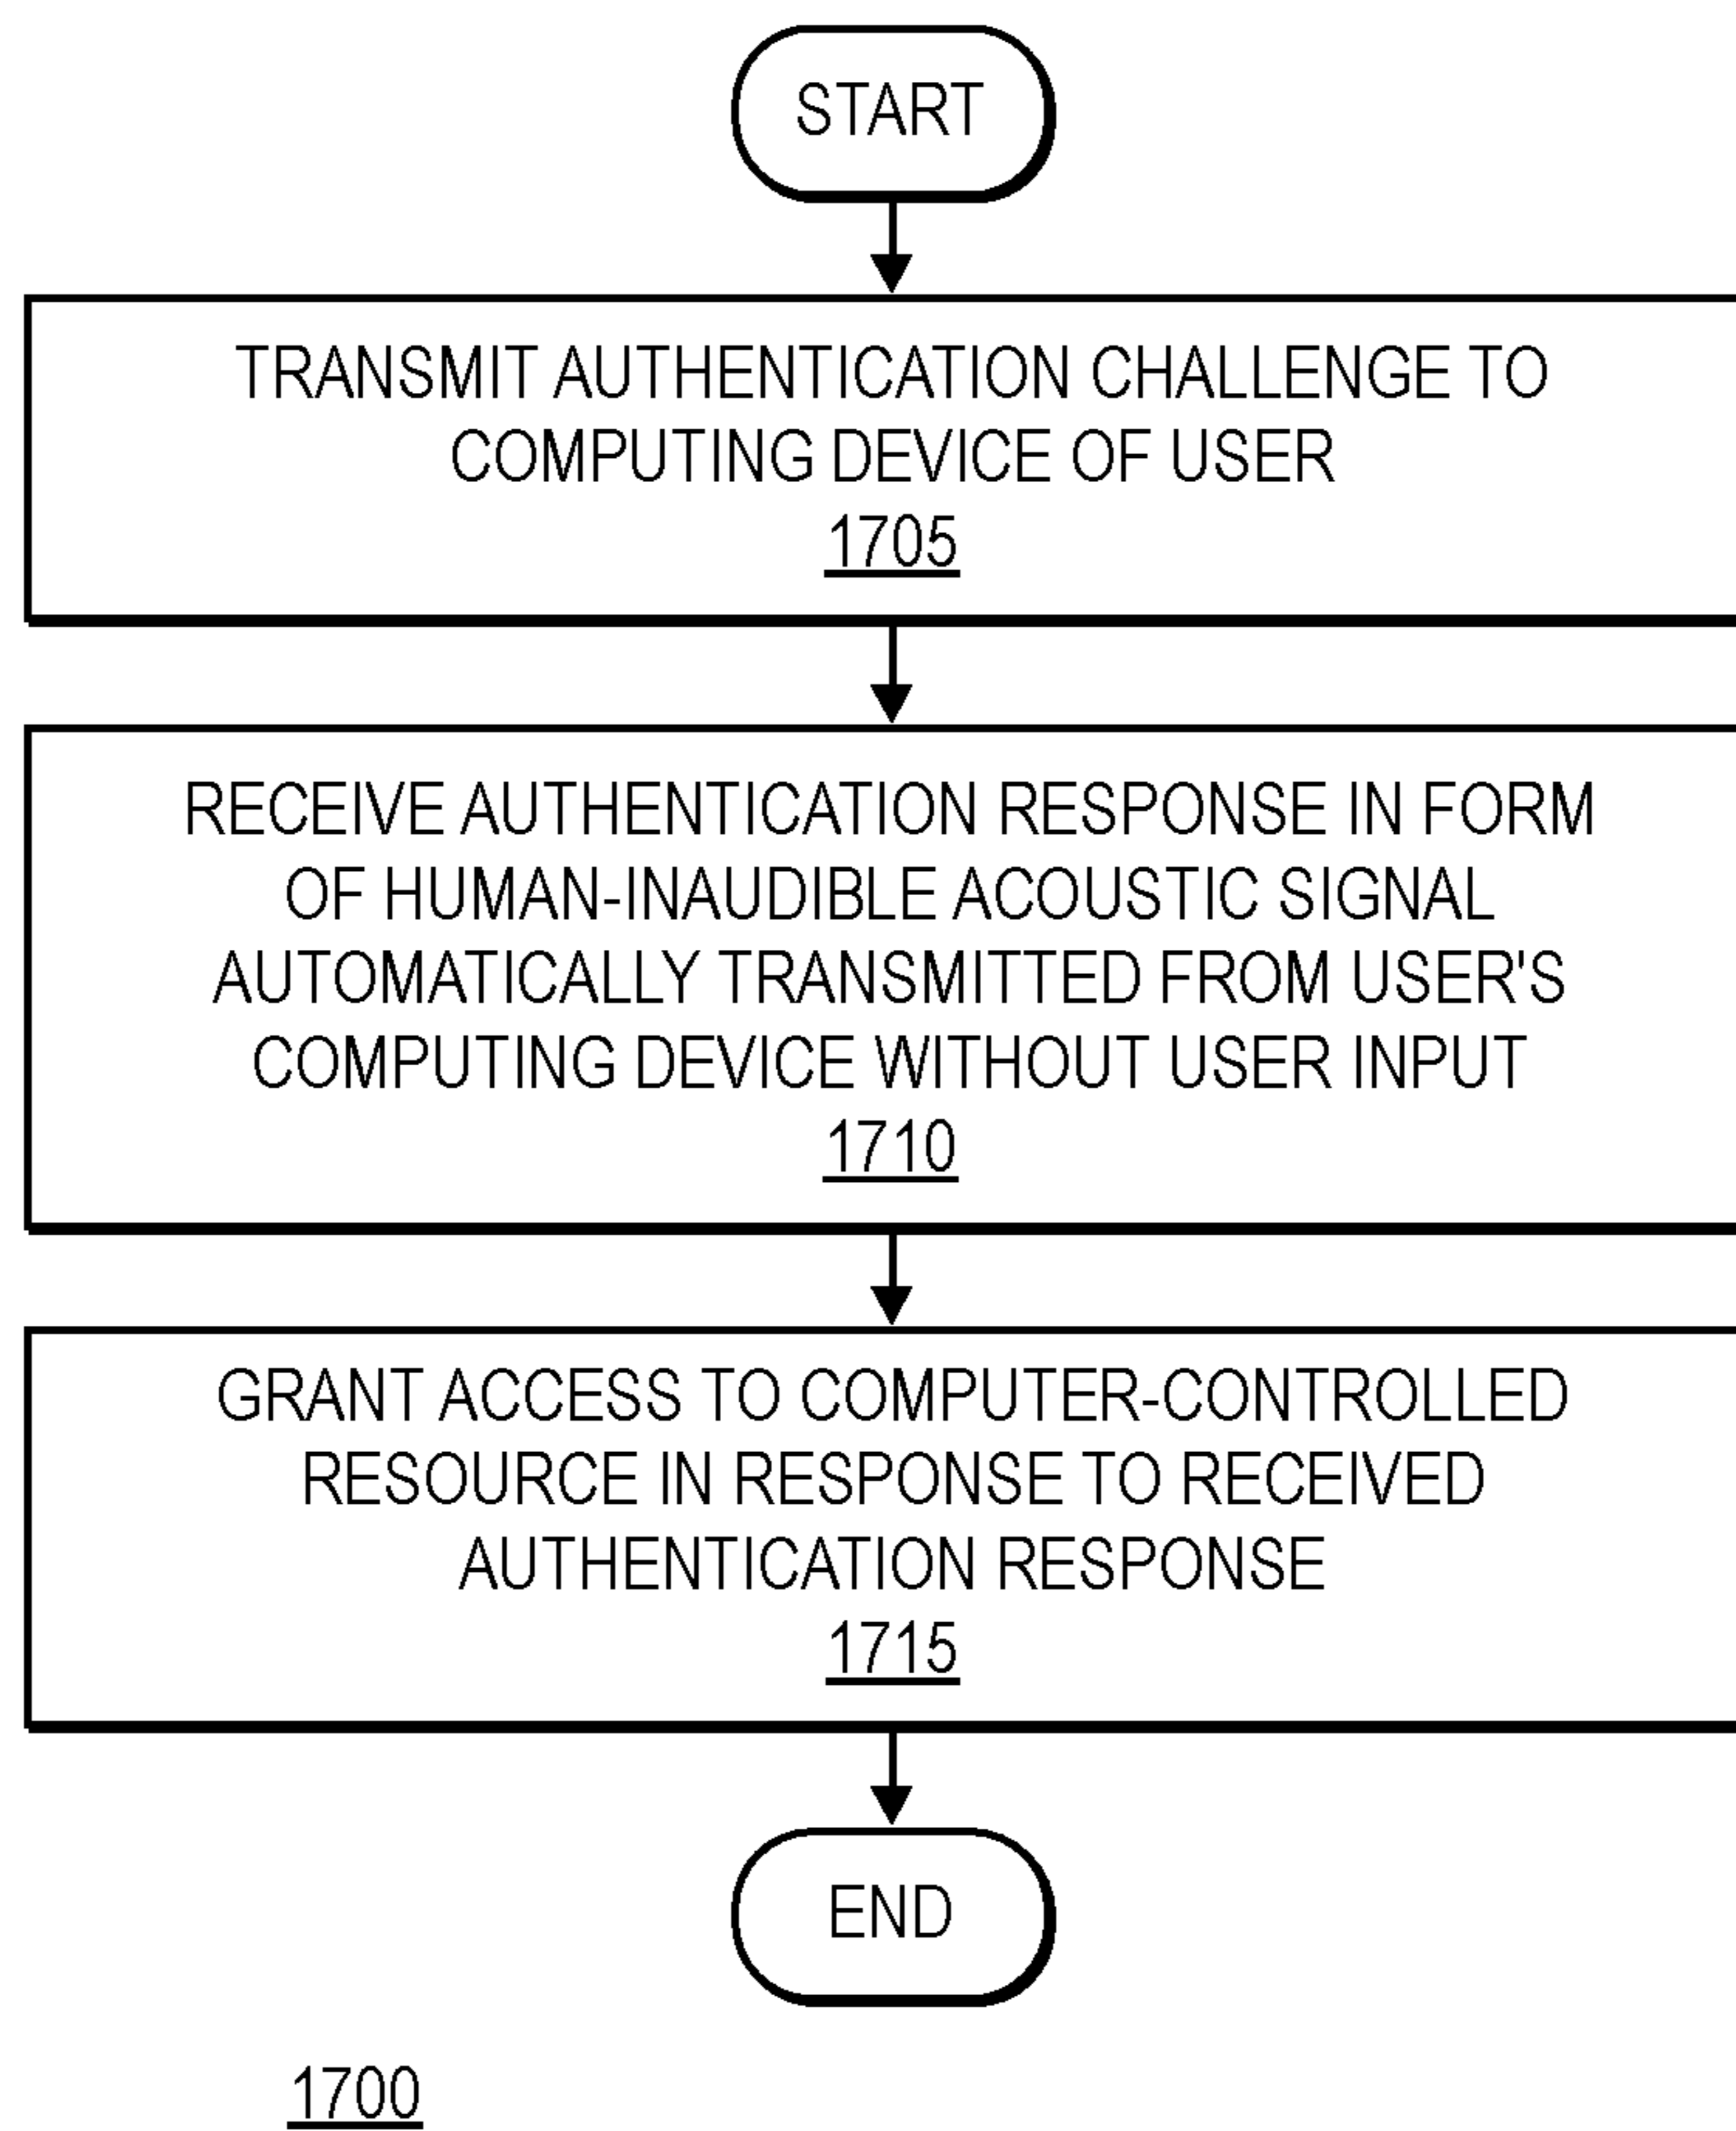 START
TRANSMIT AUTHENTICATION CHALLENGE TO
COMPUTING DEVICE OF USER
1705
RECEIVE AUTHENTICATION RESPONSE IN FORM
OF HUMAN-INAUDIBLE ACOUSTIC SIGNAL
AUTOMATICALLY TRANSMITTED FROM USER'S
COMPUTING DEVICE WITHOUT USER INPUT
1710
GRANT ACCESS TO COMPUTER-CONTROLLED
RESOURCE IN RESPONSE TO RECEIVED
AUTHENTICATION RESPONSE
1715
END
1700